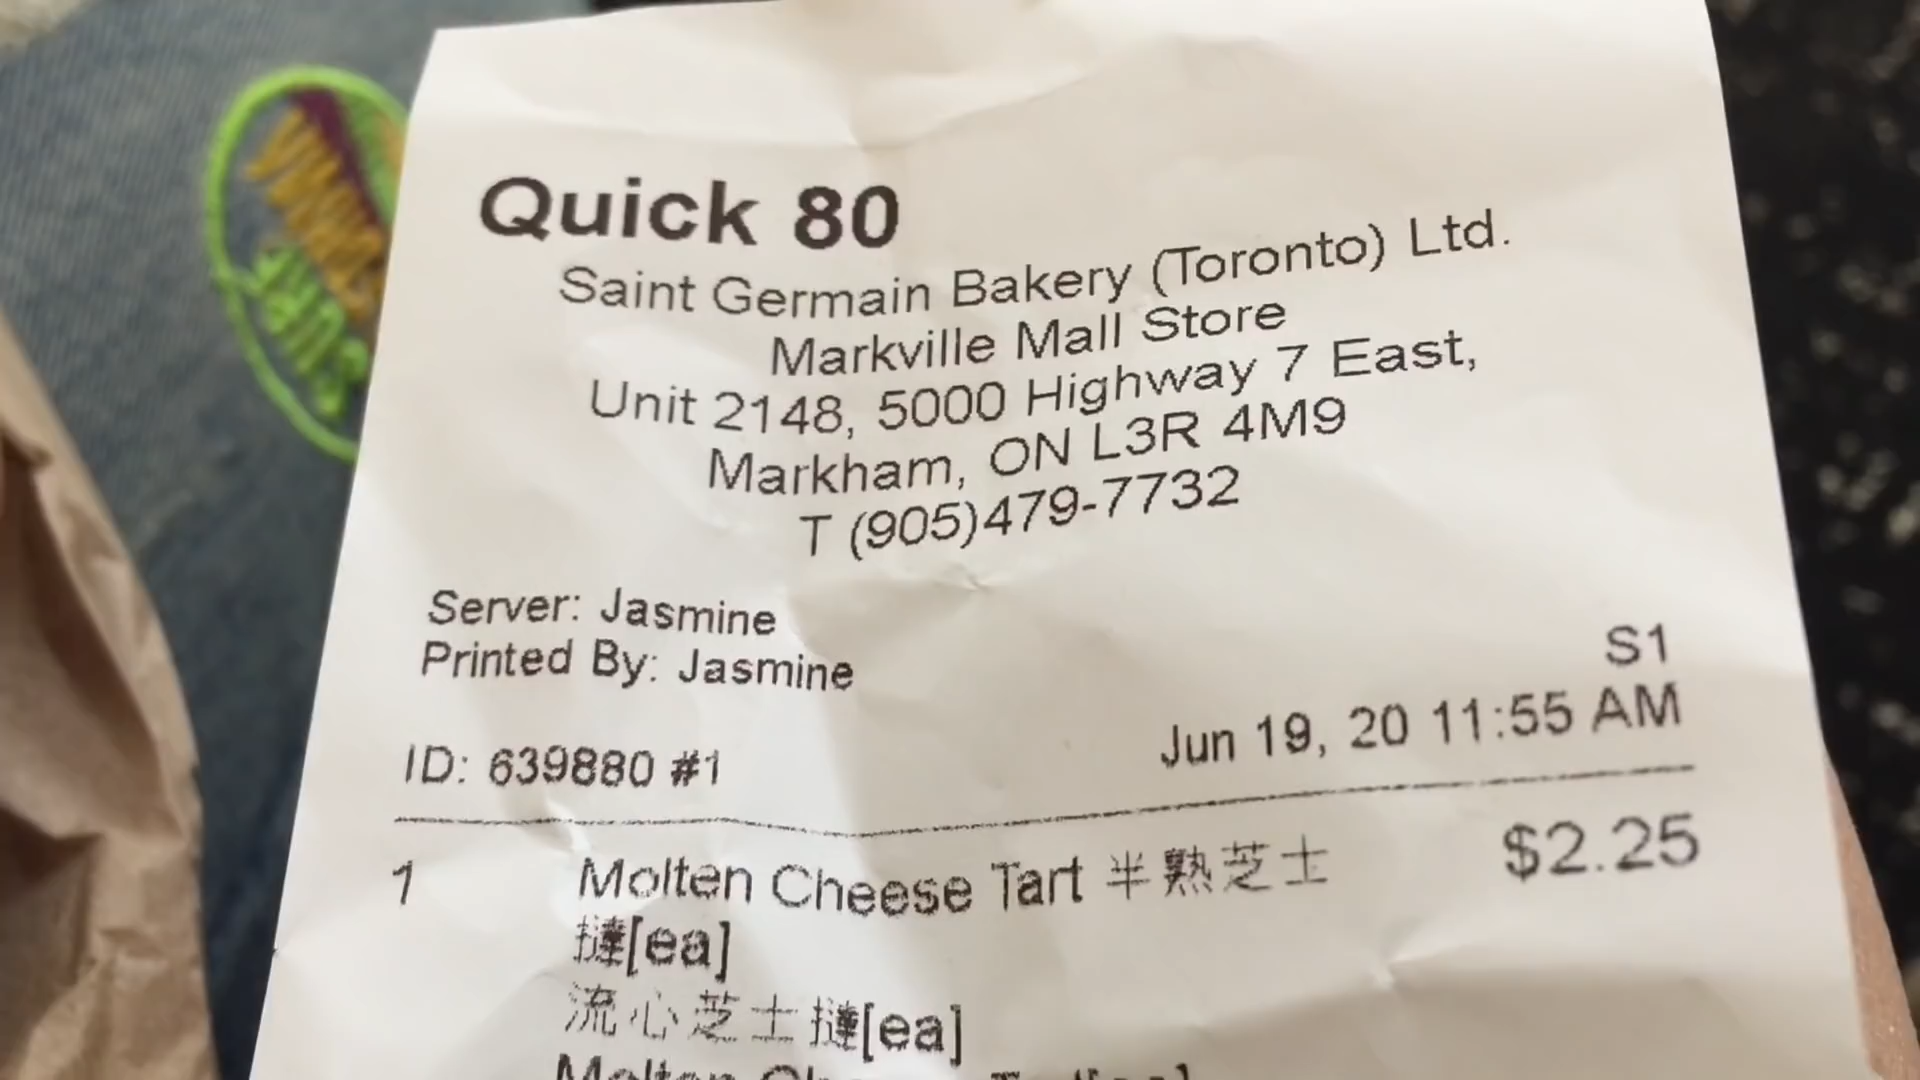 Quick 80
Saint Germain Bakery (Toronto) Ltd.
Markville Mall Store
Unit 2148, 5000 Highway 7 East,
Markham, ON L3R 4M9
T (905)479-7732
Server: Jasmine
Printed By: Jasmine
S1
ID: 639880 #1
Jun 19, 20 11:55 AM
1 Molten Cheese Tart 半熟芝士 $2.25
撻[ea]
流心芝士撻[ea]
Molten